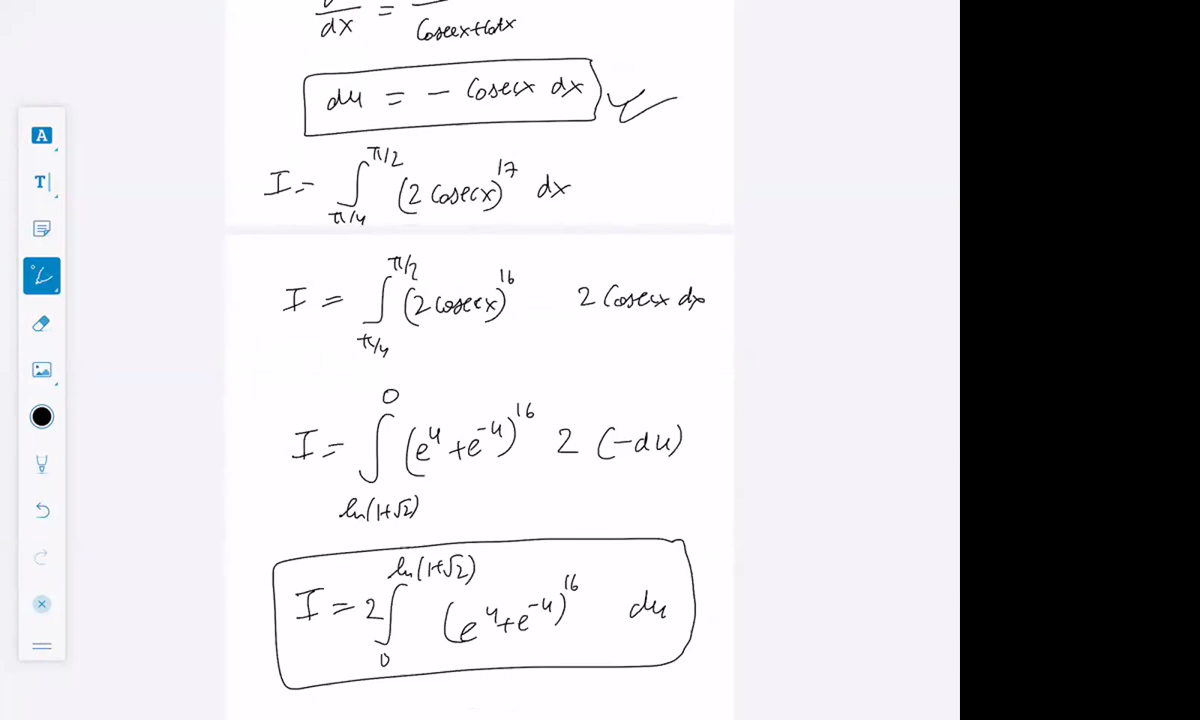 dx = Cosecx+Cotx
du = - Cosecx dx
I = ∫_{π/4}^{π/2} (2 Cosecx)^17 dx
I = ∫_{π/4}^{π/2} (2 cosecx)^16 2 Cosecx dx
I = ∫_{ln(1+√2)}^{0} (e^u + e^-u)^16 2 (-du)
I = 2∫_{0}^{ln(1+√2)} (e^u + e^-u)^16 du
A
T